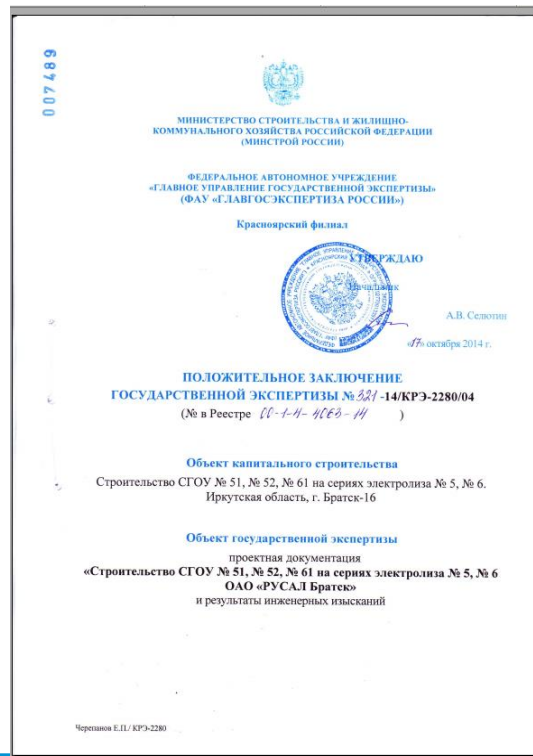 007489
МИНИСТЕРСТВО СТРОИТЕЛЬСТВА И ЖИЛИЩНО-
КОММУНАЛЬНОГО ХОЗЯЙСТВА РОССИЙСКОЙ ФЕДЕРАЦИИ
(МИНСТРОЙ РОССИИ)
ФЕДЕРАЛЬНОЕ АВТОНОМНОЕ УЧРЕЖДЕНИЕ
«ГЛАВНОЕ УПРАВЛЕНИЕ ГОСУДАРСТВЕННОЙ ЭКСПЕРТИЗЫ»
(ФАУ «ГЛАВГОСЭКСПЕРТИЗА РОССИИ»)
Красноярский филиал
УТВЕРЖДАЮ
Начальник
А.В. Селютин
«17» октября 2014 г.
ПОЛОЖИТЕЛЬНОЕ ЗАКЛЮЧЕНИЕ
ГОСУДАРСТВЕННОЙ ЭКСПЕРТИЗЫ № 321 -14/КРЭ-2280/04
(№ в Реестре 00-1-4-4063-14 )
Объект капитального строительства
Строительство СГОУ № 51, № 52, № 61 на сериях электролиза № 5, № 6.
Иркутская область, г. Братск-16
Объект государственной экспертизы
проектная документация
«Строительство СГОУ № 51, № 52, № 61 на сериях электролиза № 5, № 6
ОАО «РУСАЛ Братск»
и результаты инженерных изысканий
Черепанов Е.П./ КРЭ-2280